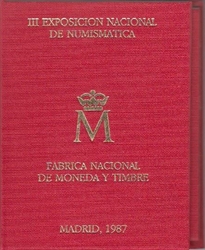 III EXPOSICION NACIONAL
DE NUMISMATICA
M
FABRICA NACIONAL
DE MONEDA Y TIMBRE
MADRID, 1987